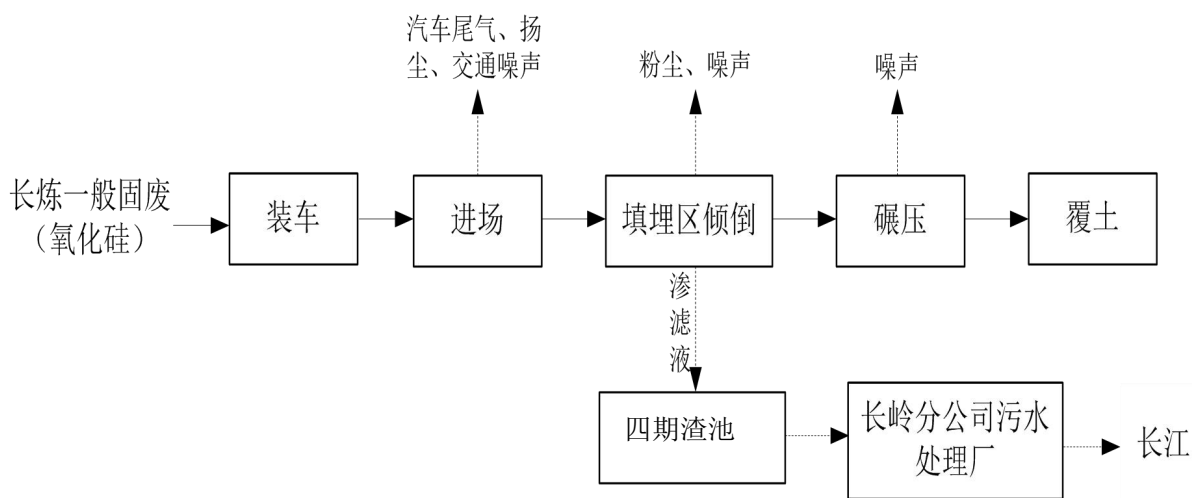 汽车尾气、扬
尘、交通噪声
粉尘、噪声
噪声
长炼一般固废
（氧化硅）
装车
进场
填埋区倾倒
碾压
覆土
渗
滤
液
四期渣池
长岭分公司污水
处理厂
长江